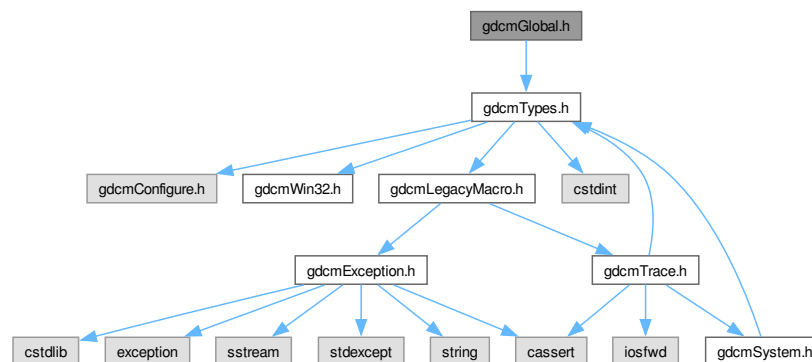 gdcmGlobal.h
gdcmTypes.h
gdcmConfigure.h
gdcmWin32.h
gdcmLegacyMacro.h
cstdint
gdcmException.h
gdcmTrace.h
cstdlib
exception
sstream
stdexcept
string
cassert
iosfwd
gdcmSystem.h